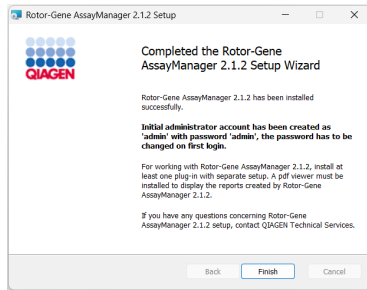 Rotor-Gene AssayManager 2.1.2 Setup
QIAGEN
Completed the Rotor-Gene
AssayManager 2.1.2 Setup Wizard
Rotor-Gene AssayManager 2.1.2 has been installed
successfully.
Initial administrator account has been created as
'admin' with password 'admin', the password has to be
changed on first login.
For working with Rotor-Gene AssayManager 2.1.2, install at
least one plug-in with separate setup. A pdf viewer must be
installed to display the reports created by Rotor-Gene
AssayManager 2.1.2.
If you have any questions concerning Rotor-Gene
AssayManager 2.1.2 setup, contact QIAGEN Technical Services.
Back Finish Cancel